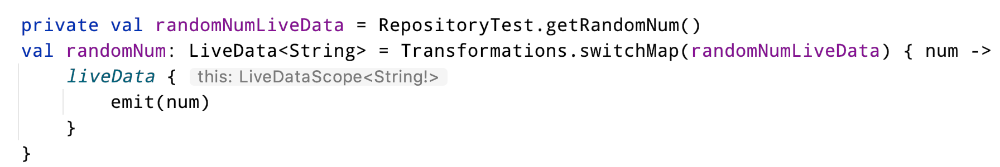 private val randomNumLiveData = RepositoryTest.getRandomNum()
val randomNum: LiveData<String> = Transformations.switchMap(randomNumLiveData) { num ->
liveData { this: LiveDataScope<String!>
emit(num)
}
}